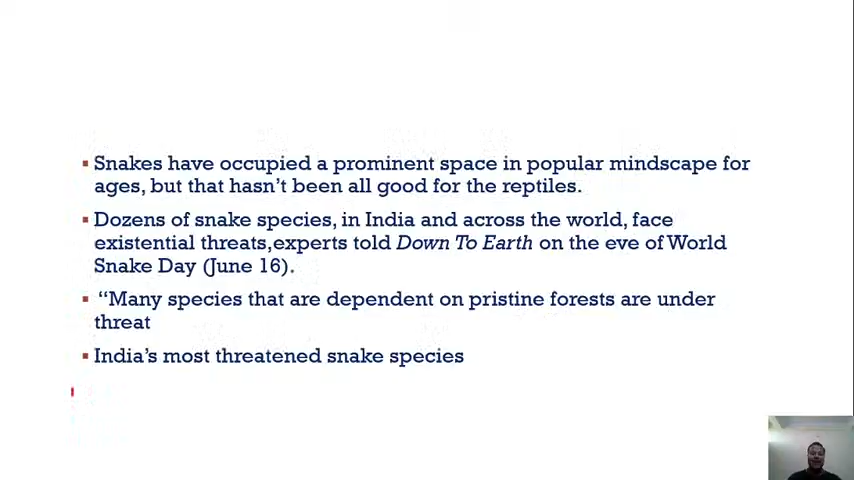 Snakes have occupied a prominent space in popular mindscape for
ages, but that hasn't been all good for the reptiles.
Dozens of snake species, in India and across the world, face
existential threats,experts told Down To Earth on the eve of World
Snake Day (June 16).
“Many species that are dependent on pristine forests are under
threat
India's most threatened snake species